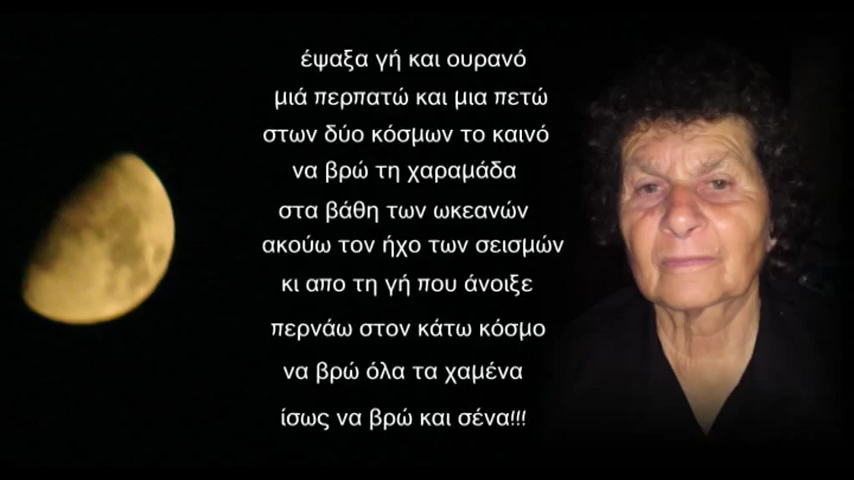 έψαξα γή και ουρανό
μιά περπατώ και μια πετώ
στων δύο κόσμων το καινό
να βρώ τη χαραμάδα
στα βάθη των ωκεανών
ακούω τον ήχο των σεισμών
κι απο τη γή που άνοιξε
περνάω στον κάτω κόσμο
να βρώ όλα τα χαμένα
ίσως να βρώ και σένα!!!